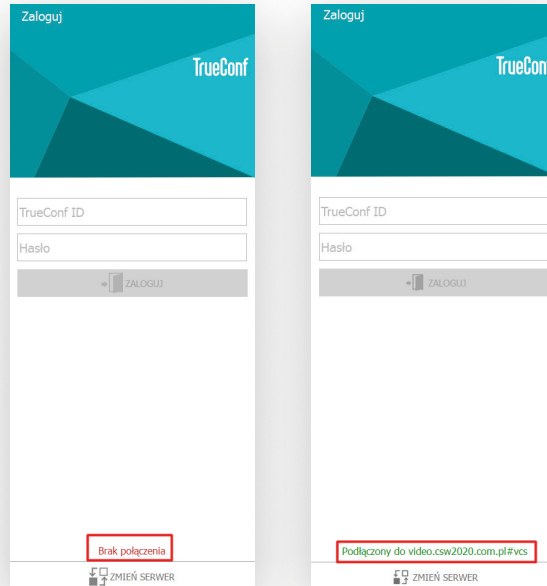 Zaloguj
TrueConf
TrueConf ID
Hasło
ZALOGUJ
Brak połączenia
ZMIEŃ SERWER
Zaloguj
TrueConf
TrueConf ID
Hasło
ZALOGUJ
Podłączony do video.csw2020.com.pl#vcs
ZMIEŃ SERWER